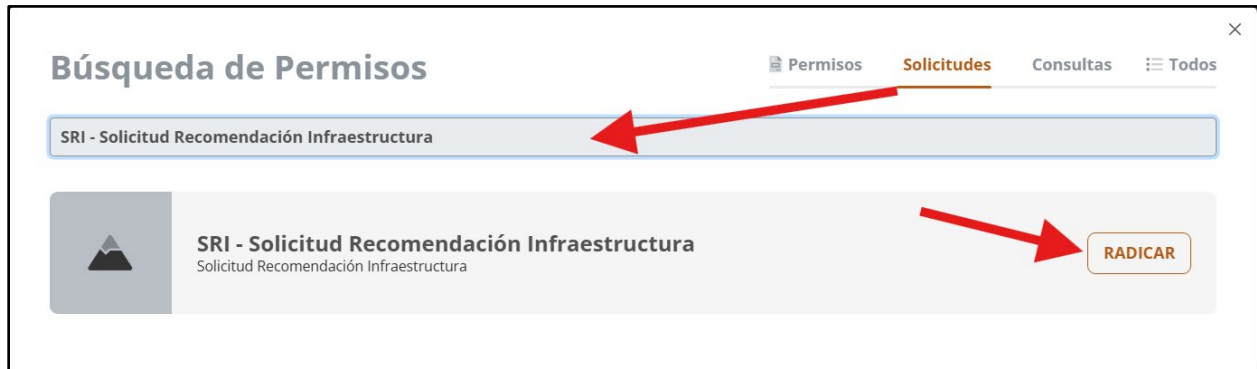 Búsqueda de Permisos
Permisos Solicitudes Consultas Todos
SRI - Solicitud Recomendación Infraestructura
SRI - Solicitud Recomendación Infraestructura
Solicitud Recomendación Infraestructura
RADICAR